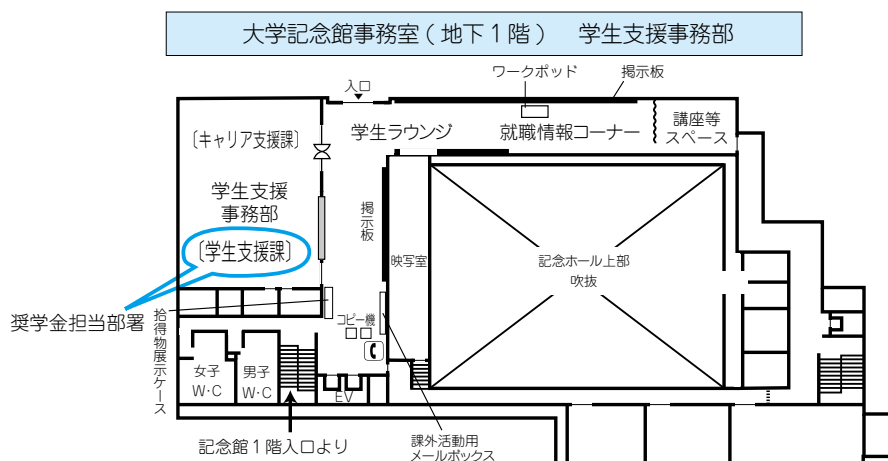 大学記念館事務室（地下１階）　学生支援事務部
ワークポッド
掲示板
入口
学生ラウンジ
就職情報コーナー
講座等
スペース
〔キャリア支援課〕
学生支援
事務部
〔学生支援課〕
掲示板
映写室
記念ホール上部
吹抜
奨学金担当部署
拾得物展示ケース
コピー機
女子
W・C
男子
W・C
EV
記念館１階入口より
課外活動用
メールボックス